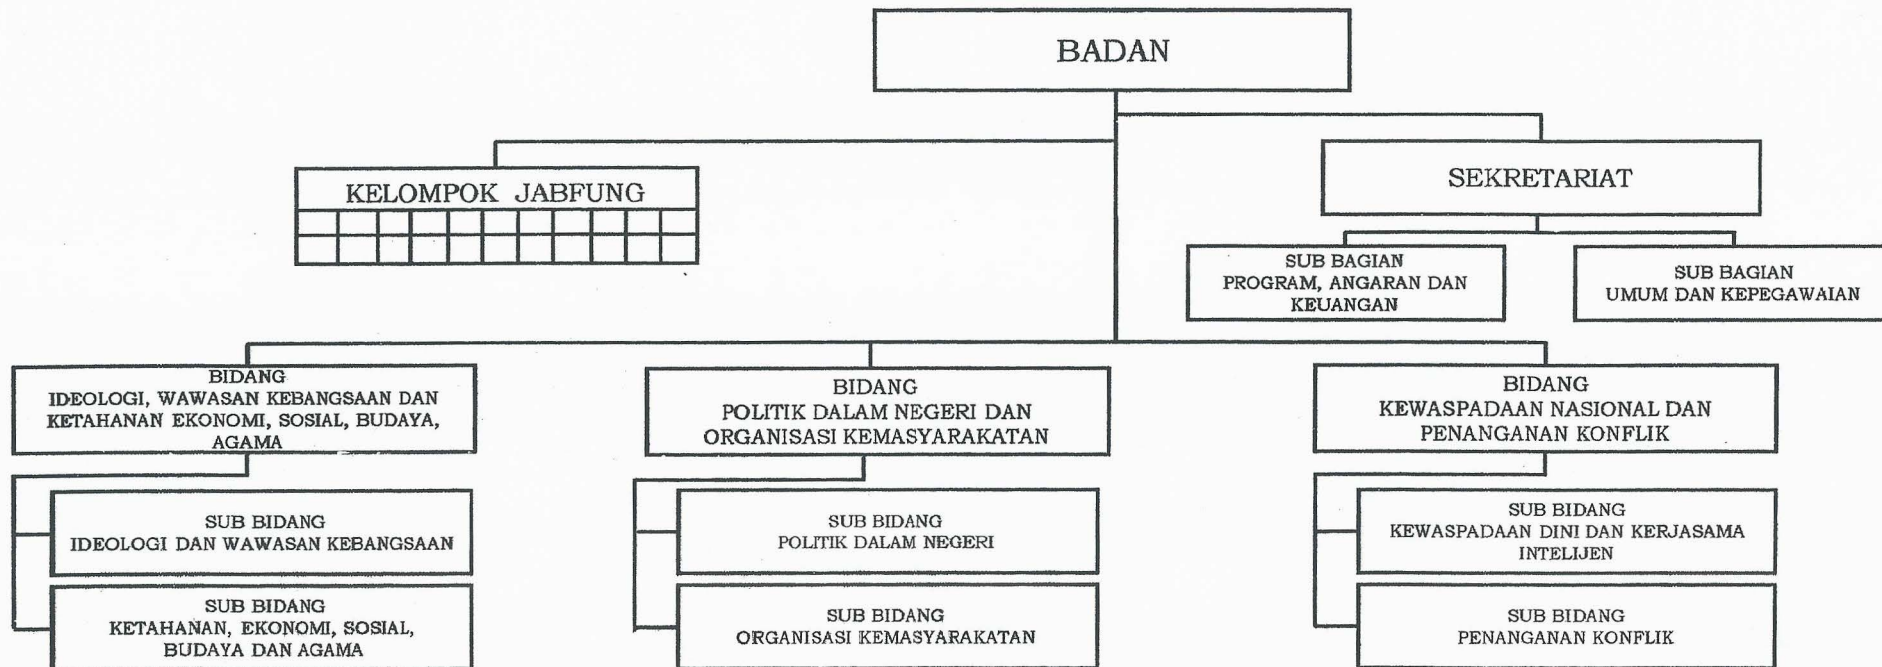 BADAN
KELOMPOK JABFUNG
SEKRETARIAT
SUB BAGIAN
PROGRAM, ANGARAN DAN
KEUANGAN
SUB BAGIAN
UMUM DAN KEPEGAWAIAN
BIDANG
IDEOLOGI, WAWASAN KEBANGSAAN DAN
KETAHANAN EKONOMI, SOSIAL, BUDAYA,
AGAMA
BIDANG
POLITIK DALAM NEGERI DAN
ORGANISASI KEMASYARAKATAN
BIDANG
KEWASPADAAN NASIONAL DAN
PENANGANAN KONFLIK
SUB BIDANG
IDEOLOGI DAN WAWASAN KEBANGSAAN
SUB BIDANG
POLITIK DALAM NEGERI
SUB BIDANG
KEWASPADAAN DINI DAN KERJASAMA
INTELIJEN
SUB BIDANG
KETAHANAN, EKONOMI, SOSIAL,
BUDAYA DAN AGAMA
SUB BIDANG
ORGANISASI KEMASYARAKATAN
SUB BIDANG
PENANGANAN KONFLIK